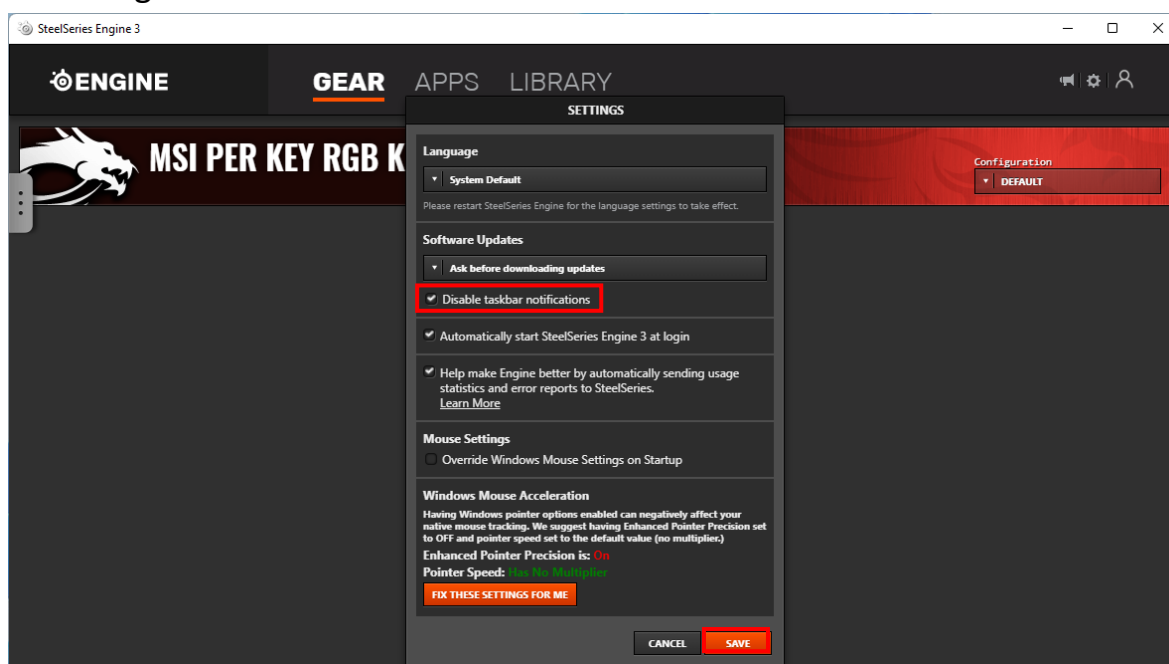 SteelSeries Engine 3
ENGINE
GEAR APPS LIBRARY
SETTINGS
MSI PER KEY RGB K
Configuration
DEFAULT
Language
System Default
Please restart SteelSeries Engine for the language settings to take effect.
Software Updates
Ask before downloading updates
Disable taskbar notifications
Automatically start SteelSeries Engine 3 at login
Help make Engine better by automatically sending usage
statistics and error reports to SteelSeries.
Learn More
Mouse Settings
Override Windows Mouse Settings on Startup
Windows Mouse Acceleration
Having Windows pointer options enabled can negatively affect your
native mouse tracking. We suggest having Enhanced Pointer Precision set
to OFF and pointer speed set to the default value (no multiplier.)
Enhanced Pointer Precision is: On
Pointer Speed: Has No Multiplier
FIX THESE SETTINGS FOR ME
CANCEL SAVE